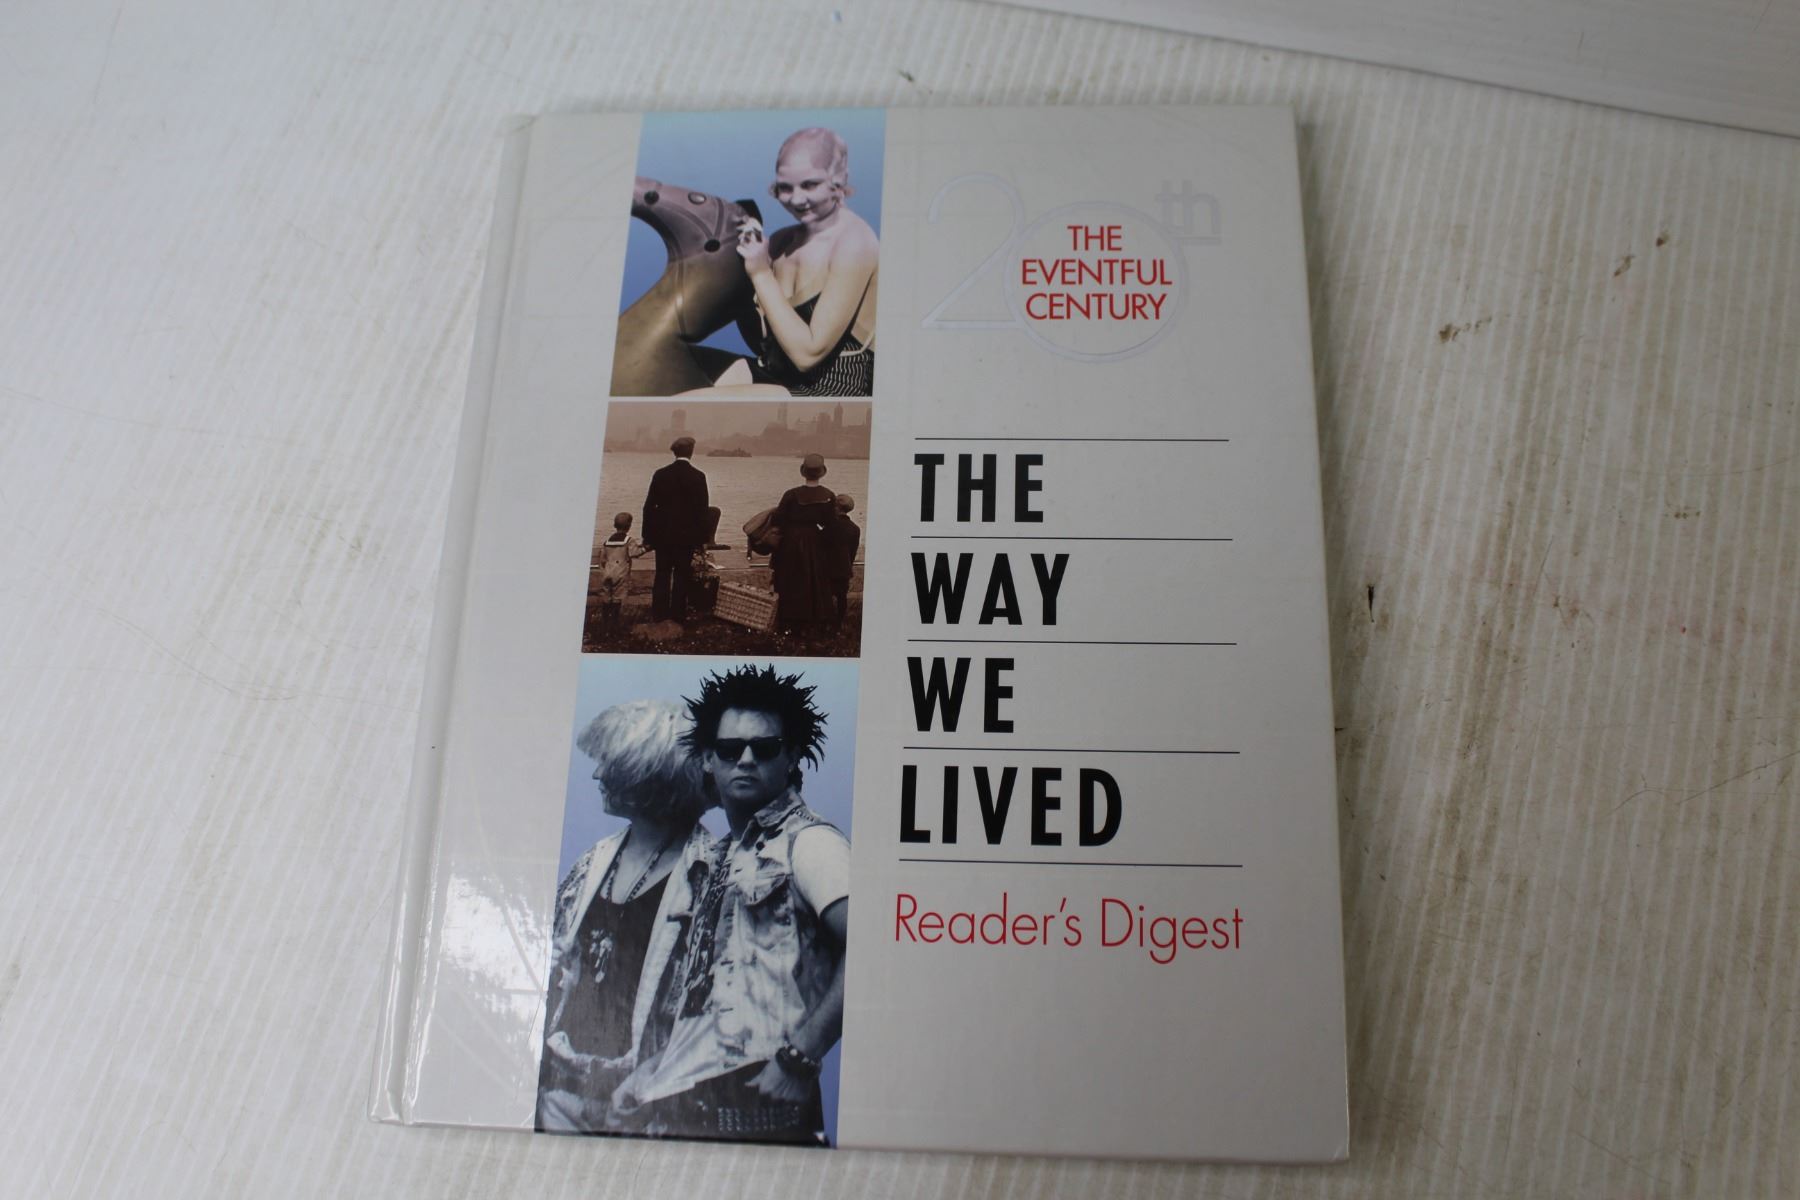 20th
THE
EVENTFUL
CENTURY
THE
WAY
WE
LIVED
Reader's Digest